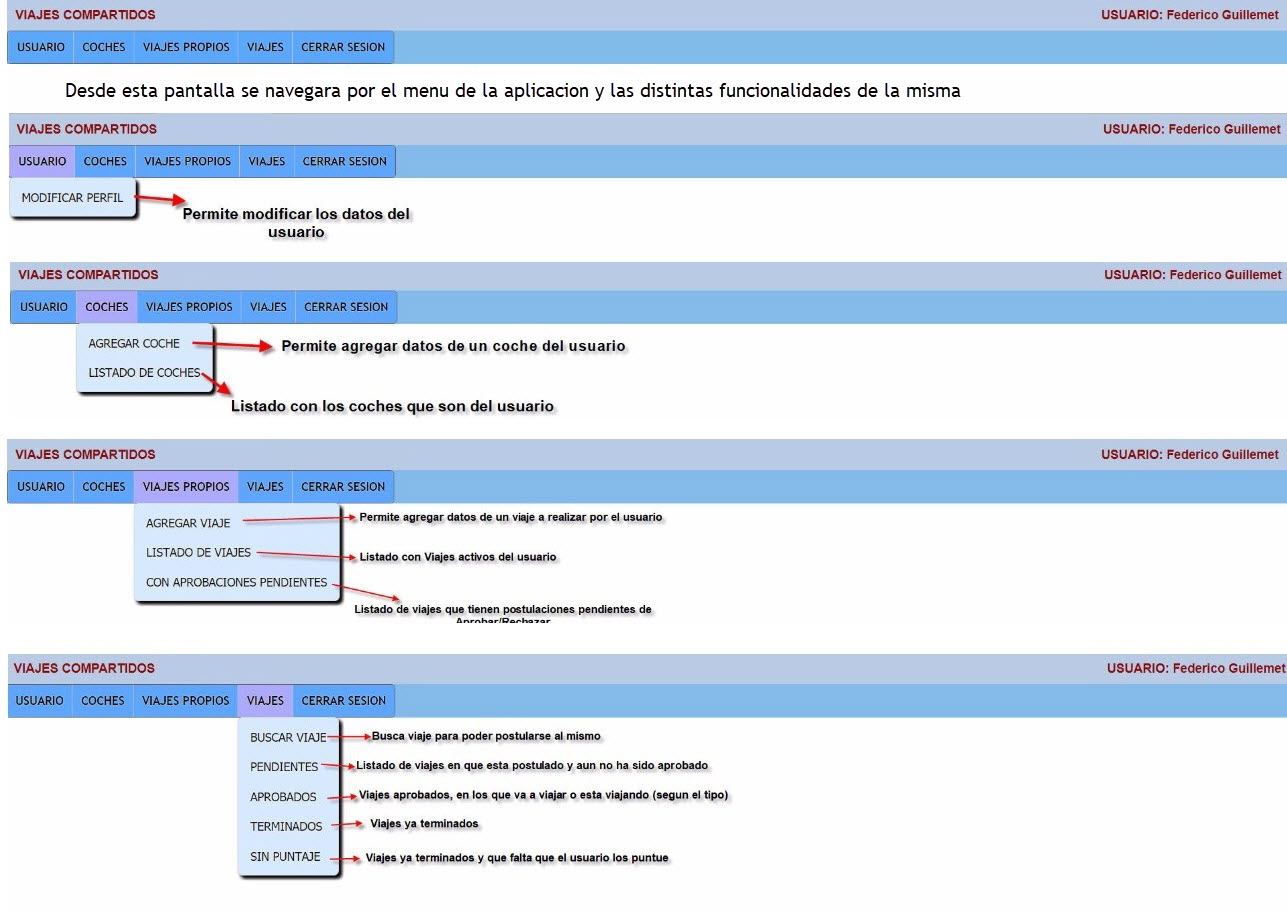 VIAJES COMPARTIDOS USUARIO: Federico Guillemet
USUARIO COCHES VIAJES PROPIOS VIAJES CERRAR SESION
Desde esta pantalla se navegara por el menu de la aplicacion y las distintas funcionalidades de la misma
VIAJES COMPARTIDOS USUARIO: Federico Guillemet
USUARIO COCHES VIAJES PROPIOS VIAJES CERRAR SESION
MODIFICAR PERFIL
Permite modificar los datos del
usuario
VIAJES COMPARTIDOS USUARIO: Federico Guillemet
USUARIO COCHES VIAJES PROPIOS VIAJES CERRAR SESION
AGREGAR COCHE Permite agregar datos de un coche del usuario
LISTADO DE COCHES
Listado con los coches que son del usuario
VIAJES COMPARTIDOS USUARIO: Federico Guillemet
USUARIO COCHES VIAJES PROPIOS VIAJES CERRAR SESION
AGREGAR VIAJE Permite agregar datos de un viaje a realizar por el usuario
LISTADO DE VIAJES Listado con Viajes activos del usuario
CON APROBACIONES PENDIENTES
Listado de viajes que tienen postulaciones pendientes de
Aprobar/Rechazar
VIAJES COMPARTIDOS USUARIO: Federico Guillemet
USUARIO COCHES VIAJES PROPIOS VIAJES CERRAR SESION
BUSCAR VIAJE Busca viaje para poder postularse al mismo
PENDIENTES Listado de viajes en que esta postulado y aun no ha sido aprobado
APROBADOS Viajes aprobados, en los que va a viajar o esta viajando (segun el tipo)
TERMINADOS Viajes ya terminados
SIN PUNTAJE Viajes ya terminados y que falta que el usuario los puntue